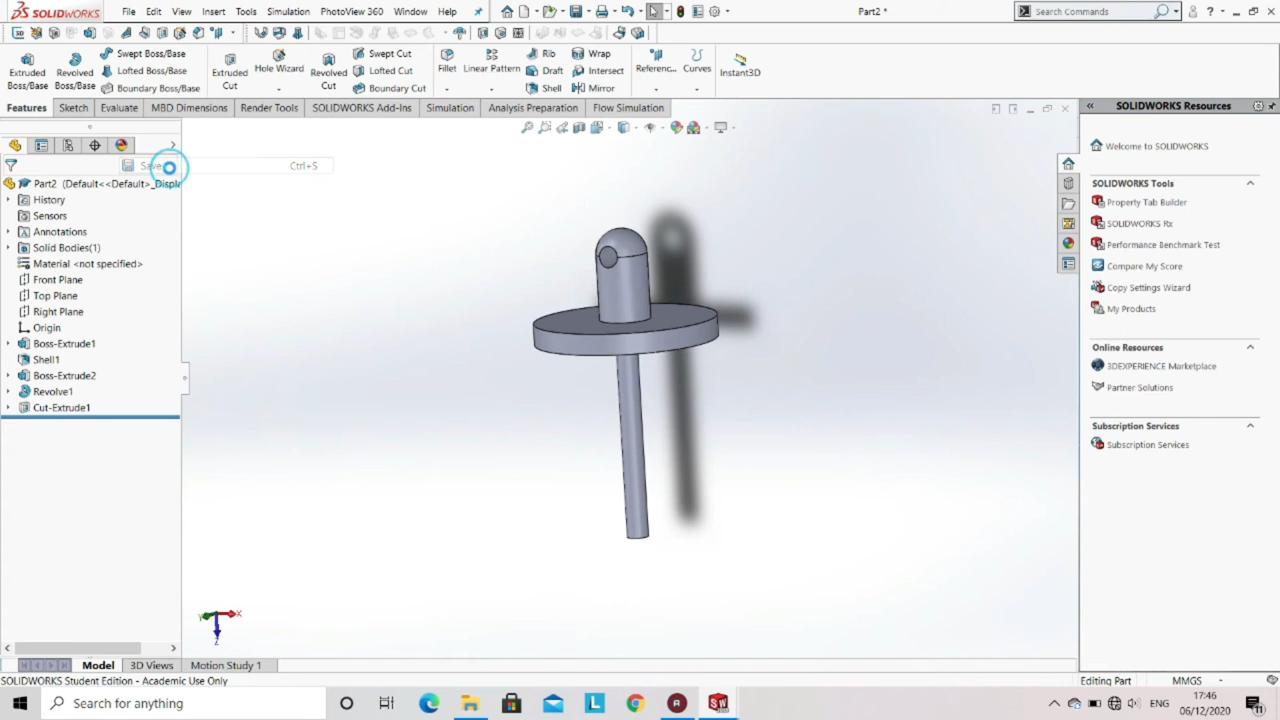 SOLIDWORKS File Edit View Insert Tools Simulation PhotoView 360 Window Help Part2 * Search Commands
Extruded Boss/Base
Revolved Boss/Base
Swept Boss/Base
Lofted Boss/Base
Boundary Boss/Base
Extruded Cut
Hole Wizard
Revolved Cut
Swept Cut
Lofted Cut
Boundary Cut
Fillet
Linear Pattern
Rib
Draft
Shell
Wrap
Intersect
Mirror
Referenc...
Curves
Instant3D
Features Sketch Evaluate MBD Dimensions Render Tools SOLIDWORKS Add-Ins Simulation Analysis Preparation Flow Simulation
Save Ctrl+S
Part2 (Default<<Default>_Displ
History
Sensors
Annotations
Solid Bodies(1)
Material <not specified>
Front Plane
Top Plane
Right Plane
Origin
Boss-Extrude1
Shell1
Boss-Extrude2
Revolve1
Cut-Extrude1
X
Y
Z
SOLIDWORKS Resources
Welcome to SOLIDWORKS
SOLIDWORKS Tools
Property Tab Builder
SOLIDWORKS Rx
Performance Benchmark Test
Compare My Score
Copy Settings Wizard
My Products
Online Resources
3DEXPERIENCE Marketplace
Partner Solutions
Subscription Services
Subscription Services
Model 3D Views Motion Study 1
SOLIDWORKS Student Edition - Academic Use Only Editing Part MMGS
Search for anything
ENG
17:46
06/12/2020